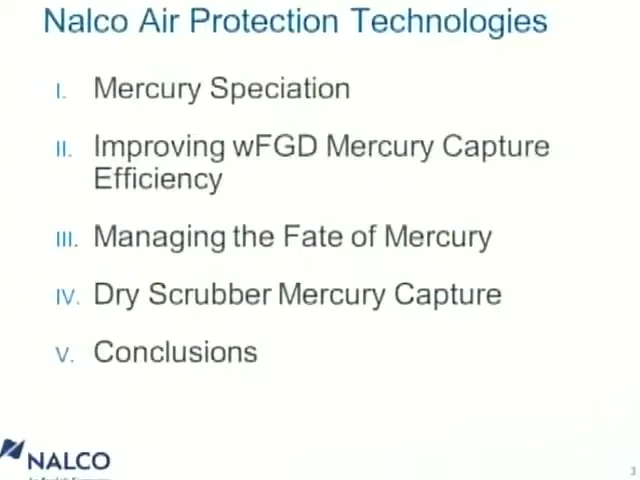 Nalco Air Protection Technologies
I. Mercury Speciation
II. Improving wFGD Mercury Capture
Efficiency
III. Managing the Fate of Mercury
IV. Dry Scrubber Mercury Capture
V. Conclusions
NALCO
3